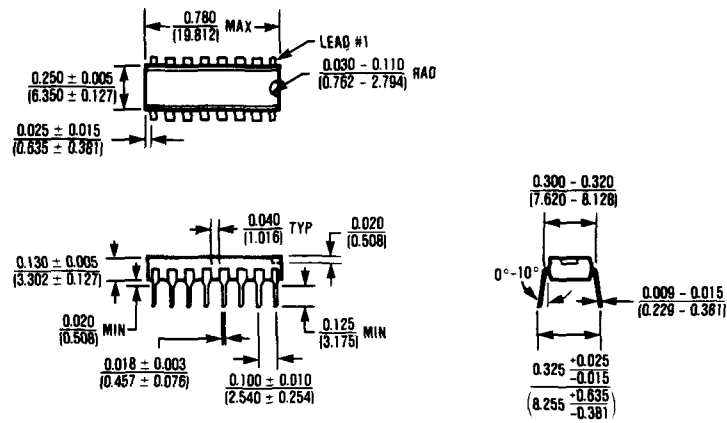 0.780
(19.812) MAX
LEAD #1
0.030 - 0.110
(0.762 - 2.794) RAD
0.250 ± 0.005
(6.350 ± 0.127)
0.025 ± 0.015
(0.635 ± 0.381)
0.040
(1.016) TYP
0.020
(0.508)
0.130 ± 0.005
(3.302 ± 0.127)
0.020
(0.508) MIN
0.125
(3.175) MIN
0.018 ± 0.003
(0.457 ± 0.076)
0.100 ± 0.010
(2.540 ± 0.254)
0.300 - 0.320
(7.620 - 8.128)
0°-10°
0.009 - 0.015
(0.229 - 0.381)
0.325 +0.025
-0.015
(8.255 +0.635
-0.381)